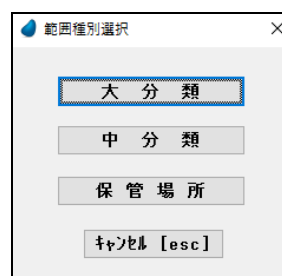 範囲種別選択
大 分 類
中 分 類
保 管 場 所
ｷｬﾝｾﾙ [esc]